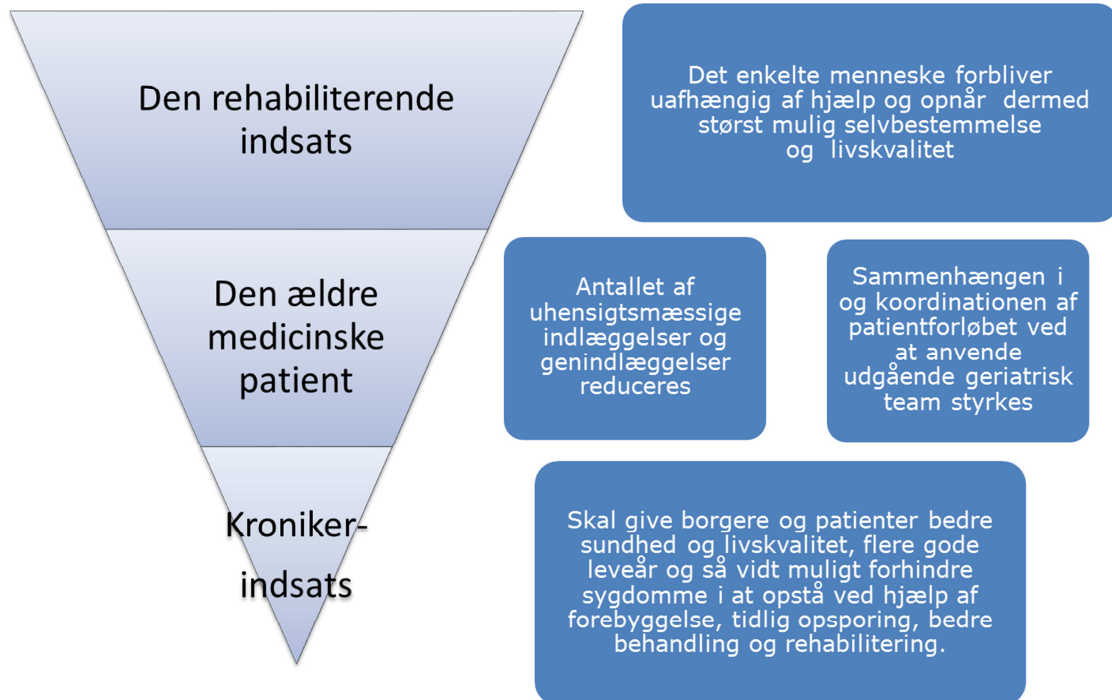 Den rehabiliterende
indsats
Det enkelte menneske forbliver
uafhængig af hjælp og opnår dermed
størst mulig selvbestemmelse
og livskvalitet
Den ældre
medicinske
patient
Antallet af
uhensigtsmæssige
indlæggelser og
genindlæggelser
reduceres
Sammenhængen i
og koordinationen af
patientforløbet ved
at anvende
udgående geriatrisk
team styrkes
Kroniker-
indsats
Skal give borgere og patienter bedre
sundhed og livskvalitet, flere gode
leveår og så vidt muligt forhindre
sygdomme i at opstå ved hjælp af
forebyggelse, tidlig opsporing, bedre
behandling og rehabilitering.